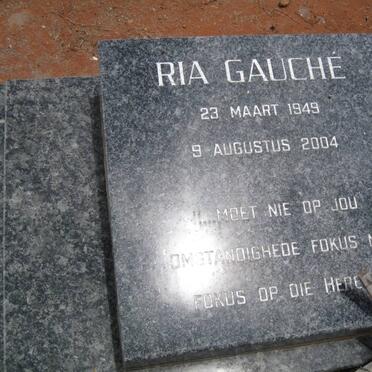 RIA GAUCHÉ
23 MAART 1949
9 AUGUSTUS 2004
"...MOET NIE OP JOU
OMSTANDIGHEDE FOKUS
FOKUS OP DIE HERE